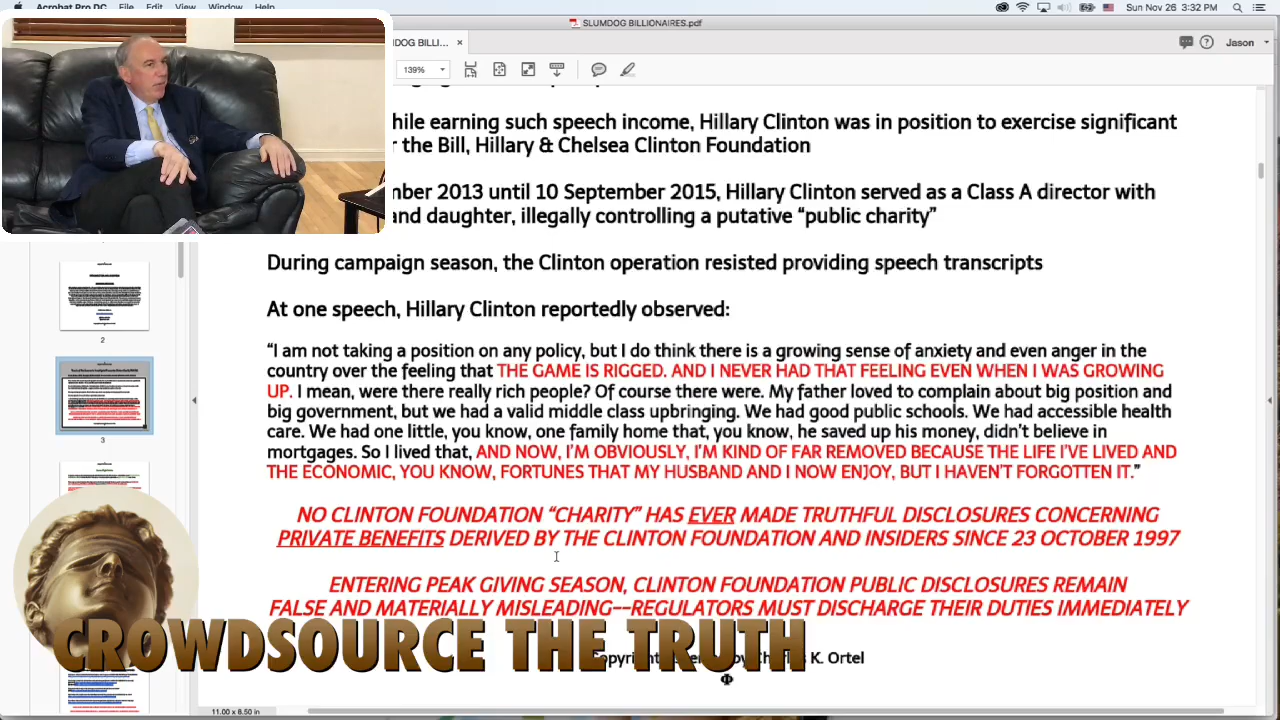 Acrobat Pro DC File Edit View Window Help
Sun Nov 26 3:32 PM
SLUMDOG BILLIONAIRES.pdf
DOG BILLI... ×
Jason
139%
hile earning such speech income, Hillary Clinton was in position to exercise significant
r the Bill, Hillary & Chelsea Clinton Foundation
mber 2013 until 10 September 2015, Hillary Clinton served as a Class A director with
and daughter, illegally controlling a putative “public charity”
During campaign season, the Clinton operation resisted providing speech transcripts
At one speech, Hillary Clinton reportedly observed:
“I am not taking a position on any policy, but I do think there is a growing sense of anxiety and even anger in the
country over the feeling that THE GAME IS RIGGED. AND I NEVER HAD THAT FEELING EVEN WHEN I WAS GROWING
UP. I mean, were there really rich people? Of course there were. My father loved to complain about big position and
big government, but we had a solid middle class upbringing. We had good public schools. We had accessible health
care. We had one little, you know, one family home that, you know, he saved up his money, didn’t believe in
mortgages. So I lived that, AND NOW, I’M OBVIOUSLY, I’M KIND OF FAR REMOVED BECAUSE THE LIFE I’VE LIVED AND
THE ECONOMIC, YOU KNOW, FORTUNES THAT MY HUSBAND AND I NOW ENJOY, BUT I HAVEN’T FORGOTTEN IT.”
NO CLINTON FOUNDATION “CHARITY” HAS EVER MADE TRUTHFUL DISCLOSURES CONCERNING
PRIVATE BENEFITS DERIVED BY THE CLINTON FOUNDATION AND INSIDERS SINCE 23 OCTOBER 1997
ENTERING PEAK GIVING SEASON, CLINTON FOUNDATION PUBLIC DISCLOSURES REMAIN
FALSE AND MATERIALLY MISLEADING--REGULATORS MUST DISCHARGE THEIR DUTIES IMMEDIATELY
K. Ortel
2
3
CROWDSOURCE THE TRUTH
11.00 x 8.50 in